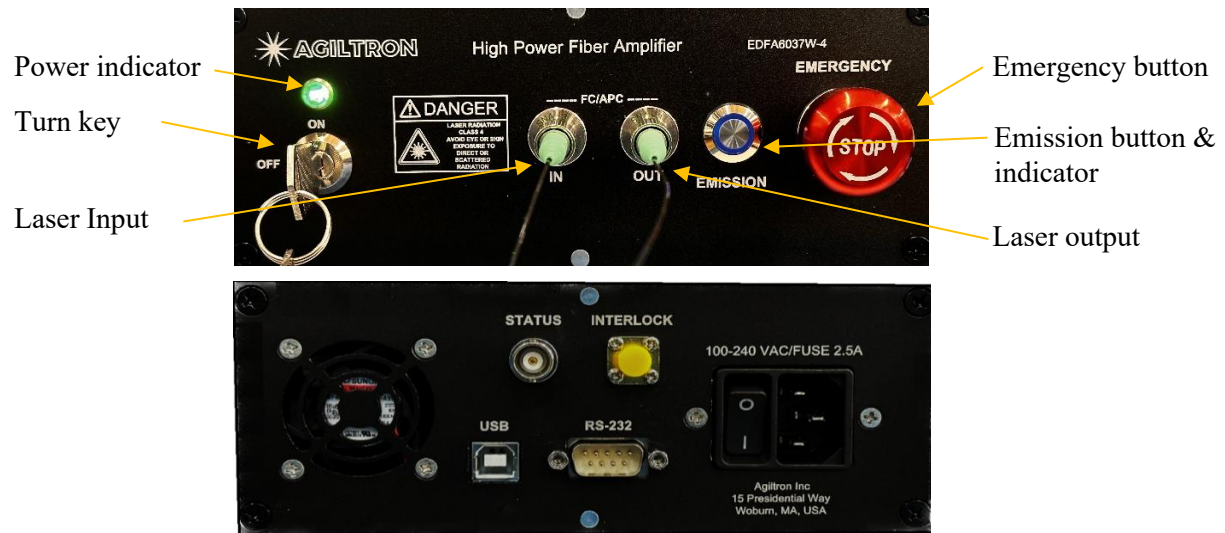 Power indicator
Turn key
Laser Input
AGILTRON
High Power Fiber Amplifier
EDFA6037W-4
EMERGENCY
ON
OFF
DANGER
LASER RADIATION
CLASS 4
AVOID EYE OR SKIN
EXPOSURE TO
DIRECT OR
SCATTERED
RADIATION
----- FC/APC -----
IN
OUT
EMISSION
STOP
Emergency button
Emission button &
indicator
Laser output
STATUS
INTERLOCK
100-240 VAC/FUSE 2.5A
USB
RS-232
O
I
Agiltron Inc
15 Presidential Way
Woburn, MA, USA